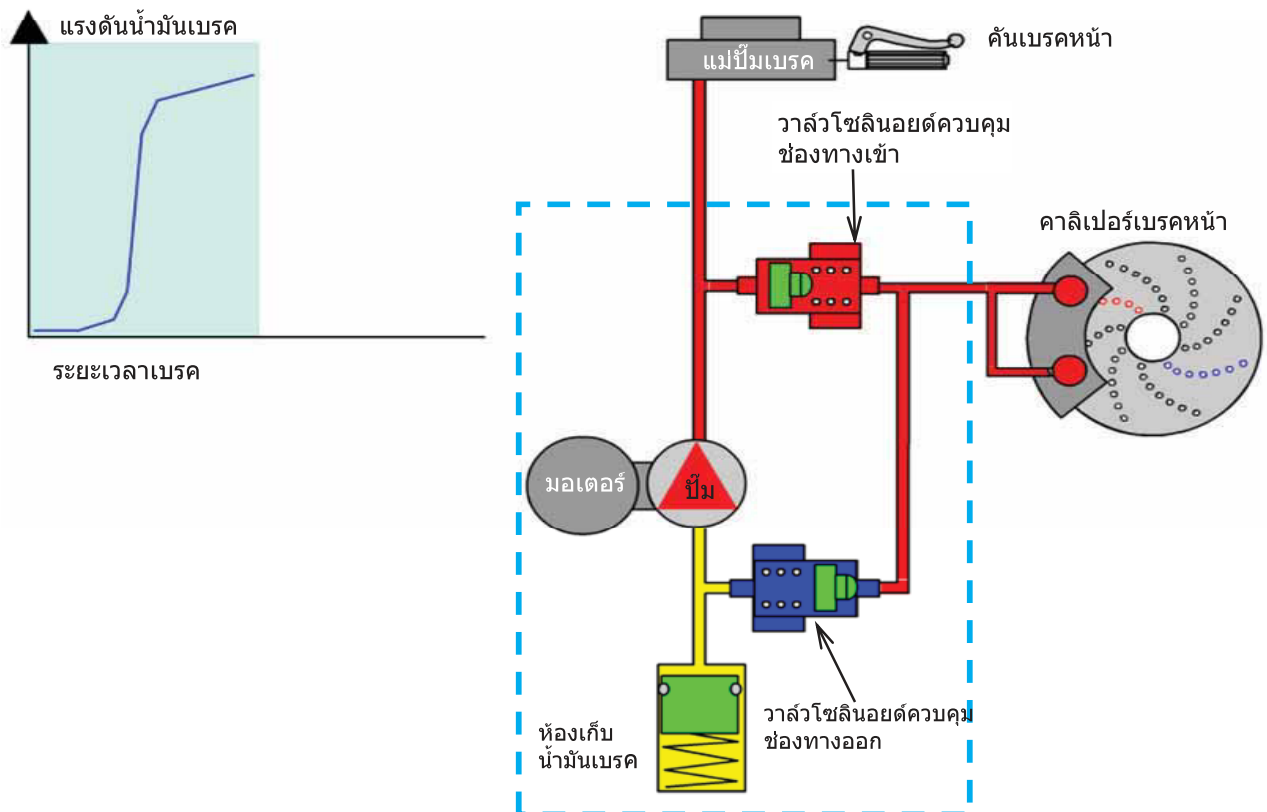 แรงดันน้ำมันเบรค
ระยะเวลาเบรค
แม่ปั๊มเบรค
คันเบรคหน้า
วาล์วโซลินอยด์ควบคุม
ช่องทางเข้า
คาลิเปอร์เบรคหน้า
มอเตอร์
ปั๊ม
วาล์วโซลินอยด์ควบคุม
ช่องทางออก
ห้องเก็บ
น้ำมันเบรค